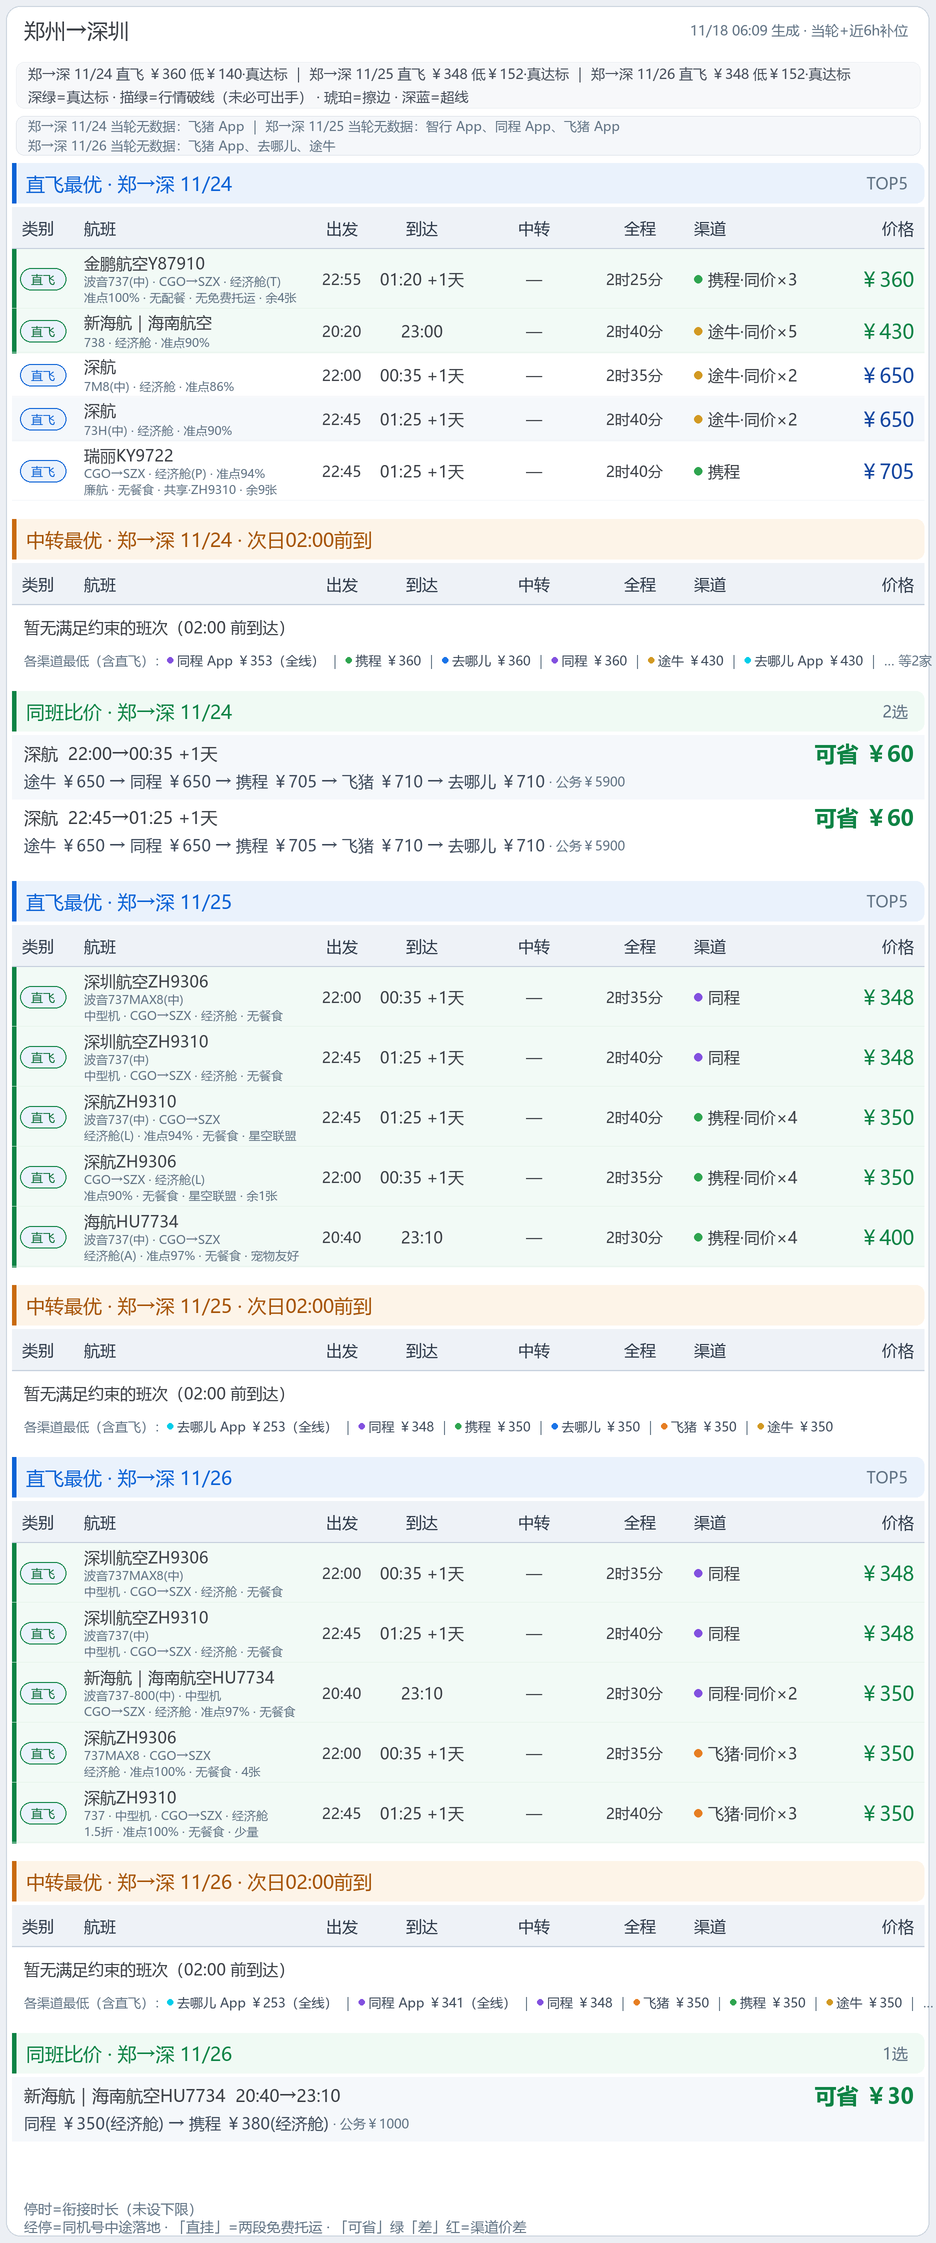 郑州→深圳
11/18 06:09 生成 · 当轮+近6h补位
郑→深 11/24 直飞 ￥360 低￥140·真达标 | 郑→深 11/25 直飞 ￥348 低￥152·真达标 | 郑→深 11/26 直飞 ￥348 低￥152·真达标
深绿=真达标 · 描绿=行情破线（未必可出手） · 琥珀=擦边 · 深蓝=超线
郑→深 11/24 当轮无数据：飞猪 App | 郑→深 11/25 当轮无数据：智行 App、同程 App、飞猪 App
郑→深 11/26 当轮无数据：飞猪 App、去哪儿、途牛
直飞最优 · 郑→深 11/24 TOP5
类别 航班 出发 到达 中转 全程 渠道 价格
金鹏航空Y87910
直飞 波音737(中) · CGO→SZX · 经济舱(T) 22:55 01:20 +1天 — 2时25分 携程·同价×3 ￥360
准点100% · 无配餐 · 无免费托运 · 余4张
新海航 | 海南航空
直飞 738 · 经济舱 · 准点90% 20:20 23:00 — 2时40分 途牛·同价×5 ￥430
深航
直飞 7M8(中) · 经济舱 · 准点86% 22:00 00:35 +1天 — 2时35分 途牛·同价×2 ￥650
深航
直飞 73H(中) · 经济舱 · 准点90% 22:45 01:25 +1天 — 2时40分 途牛·同价×2 ￥650
瑞丽KY9722
直飞 CGO→SZX · 经济舱(P) · 准点94% 22:45 01:25 +1天 — 2时40分 携程 ￥705
廉航 · 无餐食 · 共享·ZH9310 · 余9张
中转最优 · 郑→深 11/24 · 次日02:00前到
类别 航班 出发 到达 中转 全程 渠道 价格
暂无满足约束的班次（02:00 前到达）
各渠道最低（含直飞）: 同程 App ￥353（全线） | 携程 ￥360 | 去哪儿 ￥360 | 同程 ￥360 | 途牛 ￥430 | 去哪儿 App ￥430 | … 等2家
同班比价 · 郑→深 11/24 2选
深航 22:00→00:35 +1天 可省 ￥60
途牛 ￥650 → 同程 ￥650 → 携程 ￥705 → 飞猪 ￥710 → 去哪儿 ￥710 · 公务￥5900
深航 22:45→01:25 +1天 可省 ￥60
途牛 ￥650 → 同程 ￥650 → 携程 ￥705 → 飞猪 ￥710 → 去哪儿 ￥710 · 公务￥5900
直飞最优 · 郑→深 11/25 TOP5
类别 航班 出发 到达 中转 全程 渠道 价格
深圳航空ZH9306
直飞 波音737MAX8(中) 22:00 00:35 +1天 — 2时35分 同程 ￥348
中型机 · CGO→SZX · 经济舱 · 无餐食
深圳航空ZH9310
直飞 波音737(中) 22:45 01:25 +1天 — 2时40分 同程 ￥348
中型机 · CGO→SZX · 经济舱 · 无餐食
深航ZH9310
直飞 波音737(中) · CGO→SZX 22:45 01:25 +1天 — 2时40分 携程·同价×4 ￥350
经济舱(L) · 准点94% · 无餐食 · 星空联盟
深航ZH9306
直飞 CGO→SZX · 经济舱(L) 22:00 00:35 +1天 — 2时35分 携程·同价×4 ￥350
准点90% · 无餐食 · 星空联盟 · 余1张
海航HU7734
直飞 波音737(中) · CGO→SZX 20:40 23:10 — 2时30分 携程·同价×4 ￥400
经济舱(A) · 准点97% · 无餐食 · 宠物友好
中转最优 · 郑→深 11/25 · 次日02:00前到
类别 航班 出发 到达 中转 全程 渠道 价格
暂无满足约束的班次（02:00 前到达）
各渠道最低（含直飞）: 去哪儿 App ￥253（全线） | 同程 ￥348 | 携程 ￥350 | 去哪儿 ￥350 | 飞猪 ￥350 | 途牛 ￥350
直飞最优 · 郑→深 11/26 TOP5
类别 航班 出发 到达 中转 全程 渠道 价格
深圳航空ZH9306
直飞 波音737MAX8(中) 22:00 00:35 +1天 — 2时35分 同程 ￥348
中型机 · CGO→SZX · 经济舱 · 无餐食
深圳航空ZH9310
直飞 波音737(中) 22:45 01:25 +1天 — 2时40分 同程 ￥348
中型机 · CGO→SZX · 经济舱 · 无餐食
新海航 | 海南航空HU7734
直飞 波音737-800(中) · 中型机 20:40 23:10 — 2时30分 同程·同价×2 ￥350
CGO→SZX · 经济舱 · 准点97% · 无餐食
深航ZH9306
直飞 737MAX8 · CGO→SZX 22:00 00:35 +1天 — 2时35分 飞猪·同价×3 ￥350
经济舱 · 准点100% · 无餐食 · 4张
深航ZH9310
直飞 737 · 中型机 · CGO→SZX · 经济舱 22:45 01:25 +1天 — 2时40分 飞猪·同价×3 ￥350
1.5折 · 准点100% · 无餐食 · 少量
中转最优 · 郑→深 11/26 · 次日02:00前到
类别 航班 出发 到达 中转 全程 渠道 价格
暂无满足约束的班次（02:00 前到达）
各渠道最低（含直飞）: 去哪儿 App ￥253（全线） | 同程 App ￥341（全线） | 同程 ￥348 | 飞猪 ￥350 | 携程 ￥350 | 途牛 ￥350 | …
同班比价 · 郑→深 11/26 1选
新海航 | 海南航空HU7734 20:40→23:10 可省 ￥30
同程 ￥350(经济舱) → 携程 ￥380(经济舱) · 公务￥1000
停时=衔接时长（未设下限）
经停=同机号中途落地 · 「直挂」=两段免费托运 · 「可省」绿「差」红=渠道价差